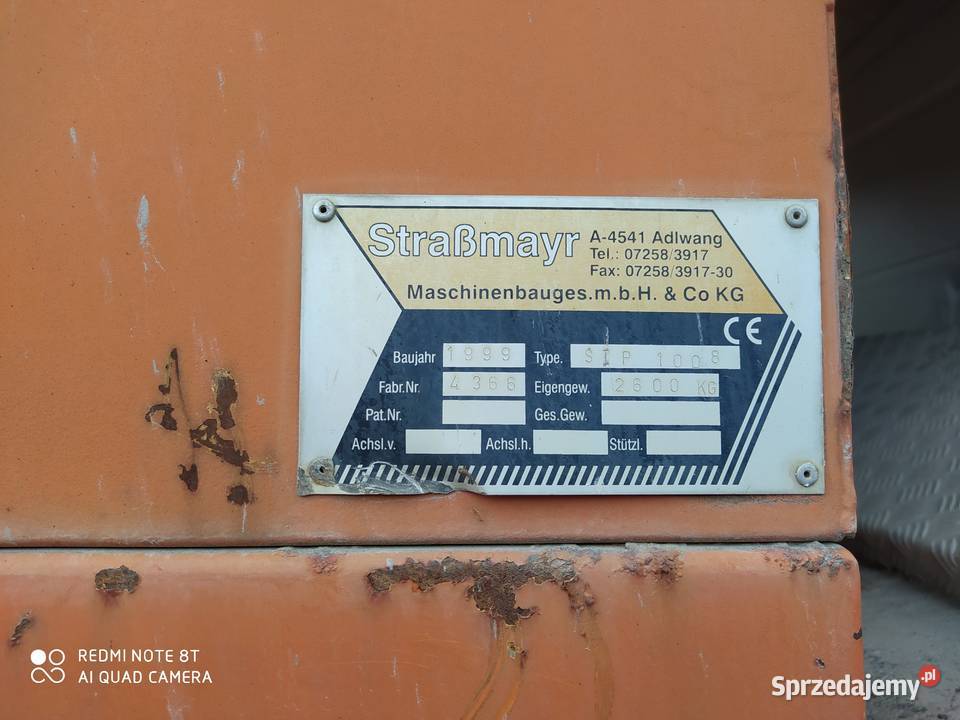 Straßmayr
A-4541 Adlwang
Tel.: 07258/3917
Fax: 07258/3917-30
Maschinenbauges.m.b.H. & Co KG
CE
Baujahr 1999 Type. STP 1008
Fabr.Nr. 4366 Eigengew. 2600 KG
Pat.Nr. Ges.Gew.
Achsl.v. Achsl.h. Stützl.
REDMI NOTE 8T
AI QUAD CAMERA
Sprzedajemy.pl